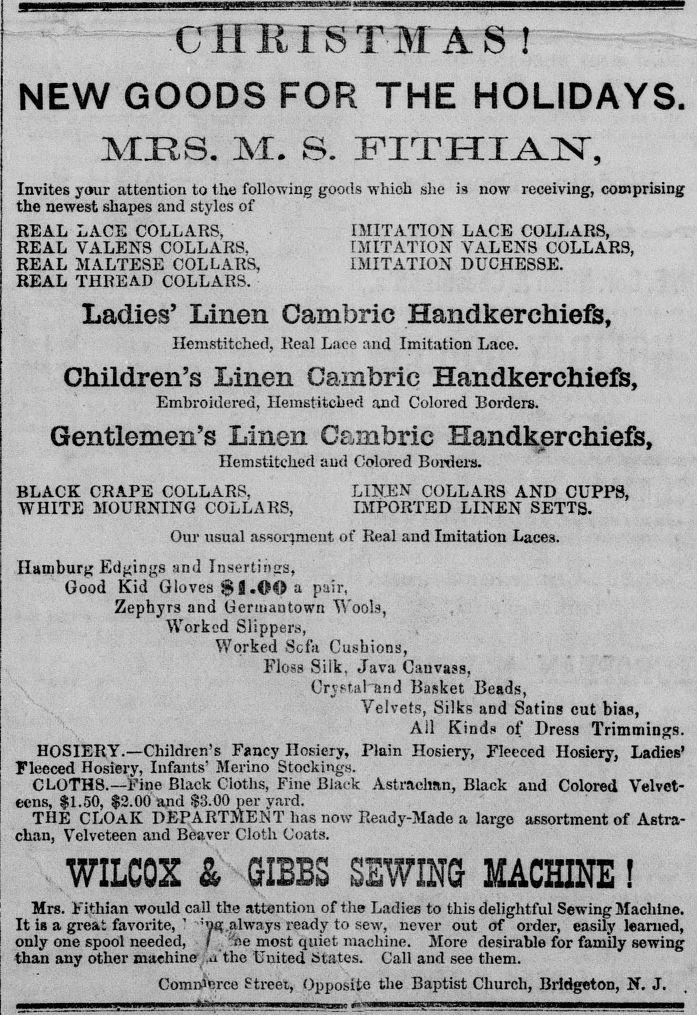 CHRISTMAS!
NEW GOODS FOR THE HOLIDAYS.
MRS. M. S. FITHIAN,
Invites your attention to the following goods which she is now receiving, comprising
the newest shapes and styles of
REAL LACE COLLARS, IMITATION LACE COLLARS,
REAL VALENS COLLARS, IMITATION VALENS COLLARS,
REAL MALTESE COLLARS, IMITATION DUCHESSE.
REAL THREAD COLLARS.
Ladies' Linen Cambric Handkerchiefs,
Hemstitched, Real Lace and Imitation Lace.
Children's Linen Cambric Handkerchiefs,
Embroidered, Hemstitched and Colored Borders.
Gentlemen's Linen Cambric Handkerchiefs,
Hemstitched and Colored Borders.
BLACK CRAPE COLLARS, LINEN COLLARS AND CUPPS,
WHITE MOURNING COLLARS, IMPORTED LINEN SETTS.
Our usual assortment of Real and Imitation Laces.
Hamburg Edgings and Insertings,
Good Kid Gloves $1.00 a pair,
Zephyrs and Germantown Wools,
Worked Slippers,
Worked Sofa Cushions,
Floss Silk, Java Canvass,
Crystal and Basket Beads,
Velvets, Silks and Satins cut bias,
All Kinds of Dress Trimmings.
HOSIERY.—Children's Fancy Hosiery, Plain Hosiery, Fleeced Hosiery, Ladies'
Fleeced Hosiery, Infants' Merino Stockings.
CLOTHS.—Fine Black Cloths, Fine Black Astrachan, Black and Colored Velvet-
eens, $1.50, $2.00 and $3.00 per yard.
THE CLOAK DEPARTMENT has now Ready-Made a large assortment of Astra-
chan, Velveteen and Beaver Cloth Coats.
WILCOX & GIBBS SEWING MACHINE!
Mrs. Fithian would call the attention of the Ladies to this delightful Sewing Machine.
It is a great favorite, always ready to sew, never out of order, easily learned,
only one spool needed, most quiet machine. More desirable for family sewing
than any other machine the United States. Call and see them.
Commerce Street, Opposite the Baptist Church, Bridgeton, N. J.